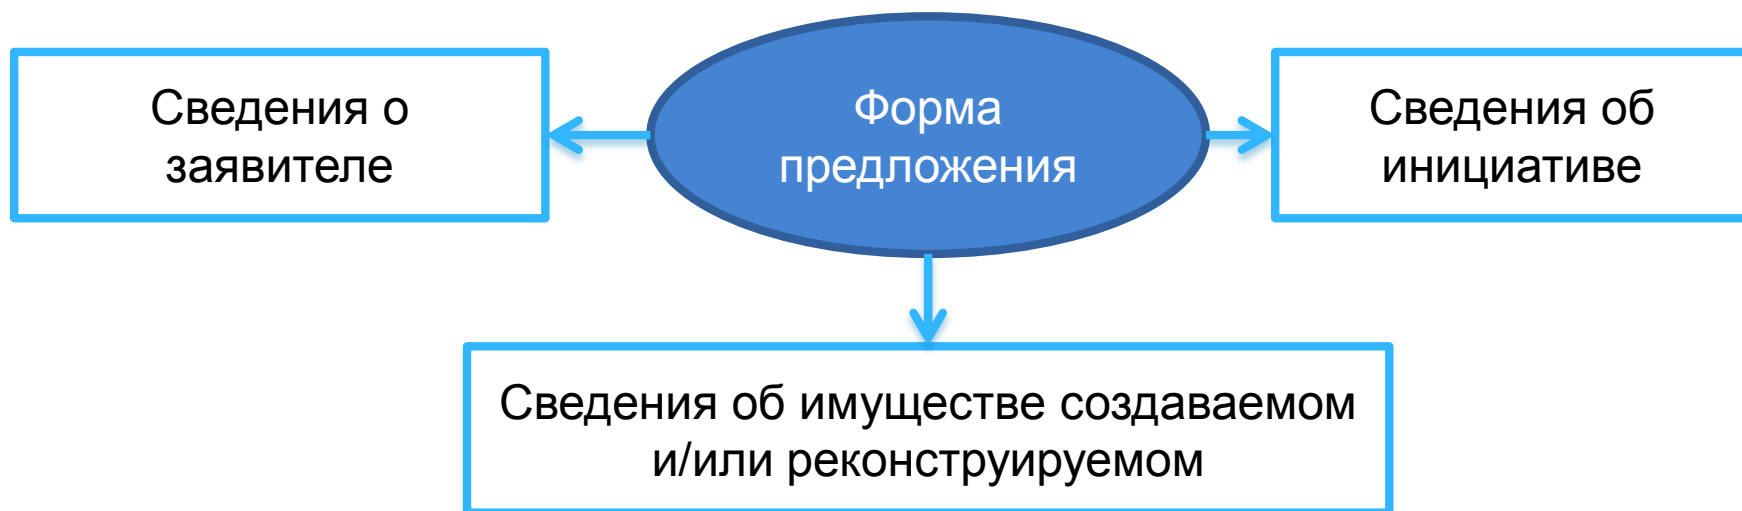 Сведения о
заявителе
Форма
предложения
Сведения об
инициативе
Сведения об имуществе создаваемом
и/или реконструируемом